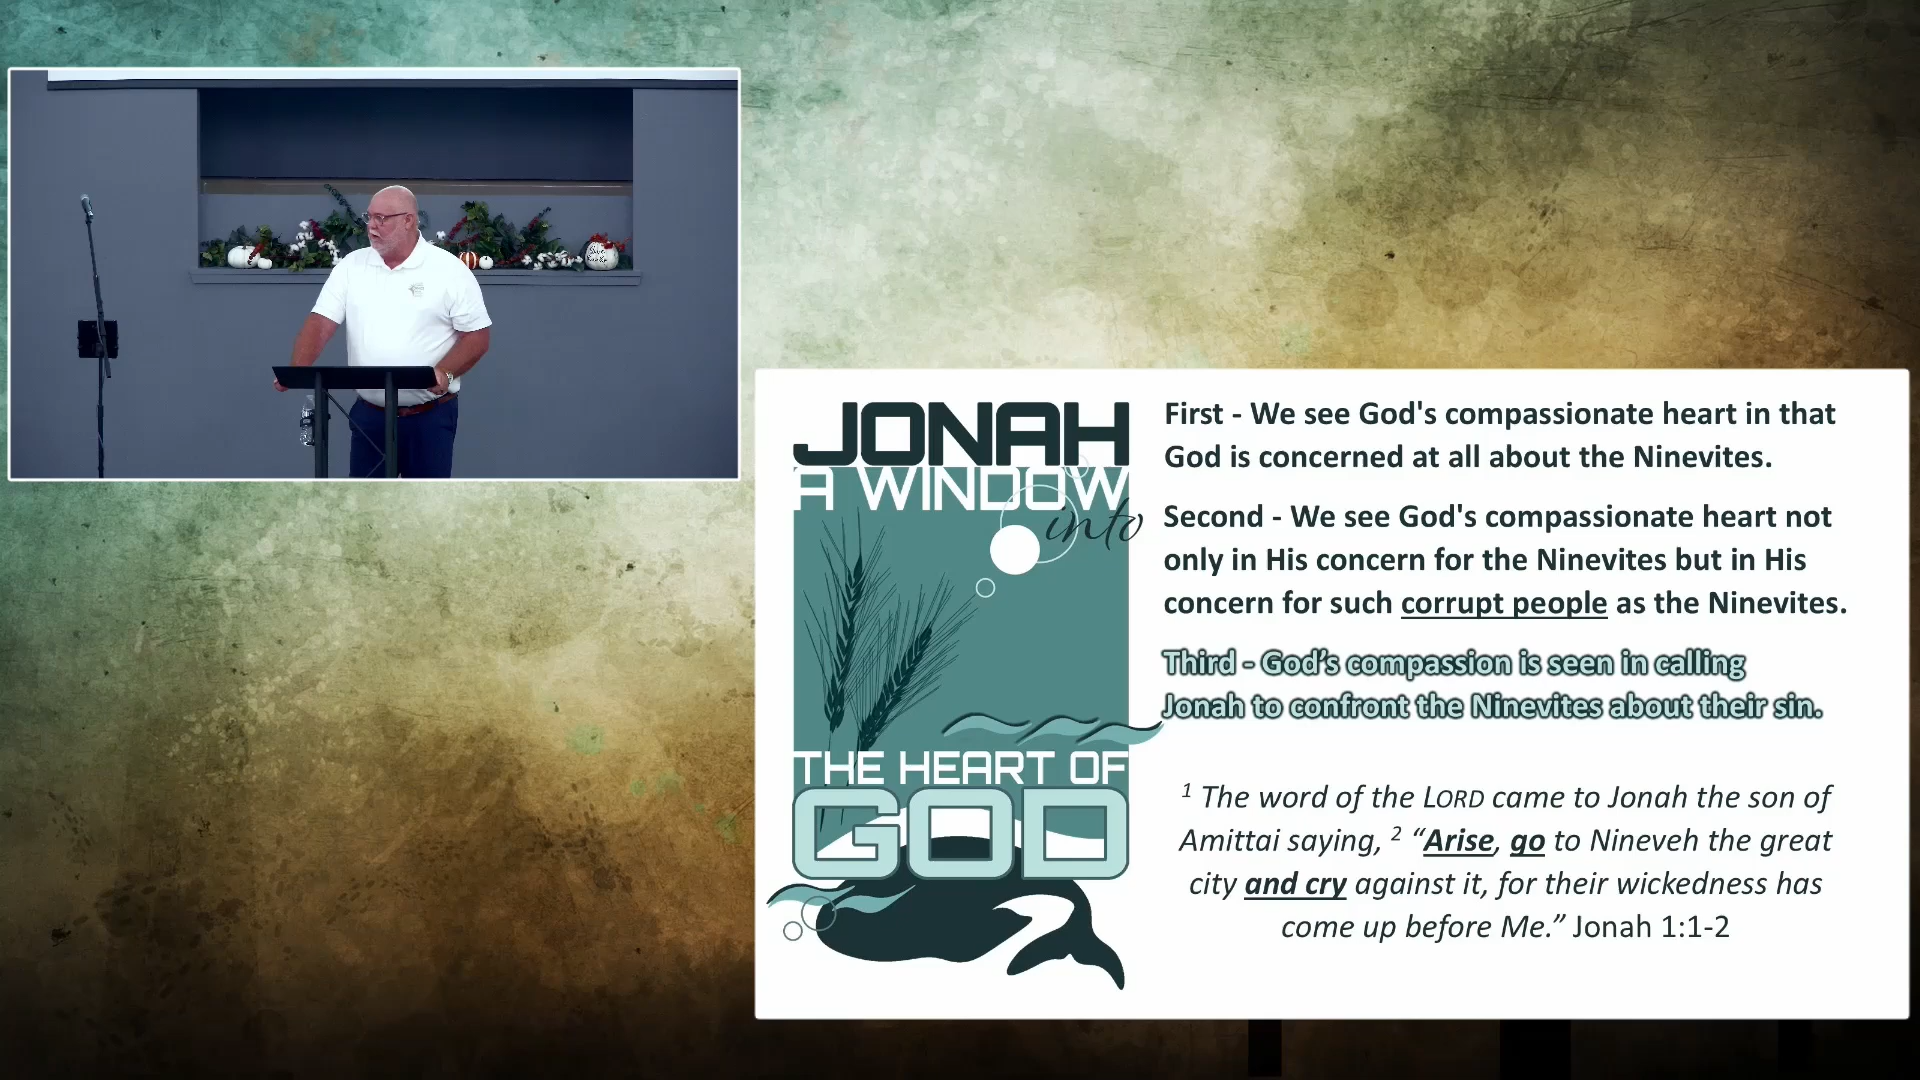 JONAH
A WINDOW
into
THE HEART OF
GOD
First - We see God's compassionate heart in that
God is concerned at all about the Ninevites.
Second - We see God's compassionate heart not
only in His concern for the Ninevites but in His
concern for such corrupt people as the Ninevites.
Third - God’s compassion is seen in calling
Jonah to confront the Ninevites about their sin.
1 The word of the LORD came to Jonah the son of
Amittai saying, 2 “Arise, go to Nineveh the great
city and cry against it, for their wickedness has
come up before Me.” Jonah 1:1-2